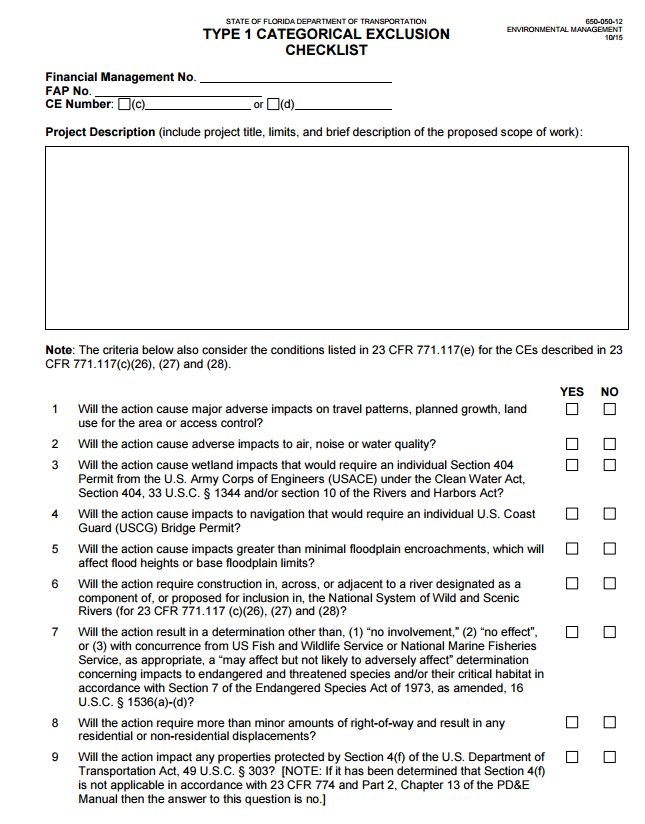 STATE OF FLORIDA DEPARTMENT OF TRANSPORTATION
TYPE 1 CATEGORICAL EXCLUSION
CHECKLIST
650-050-12
ENVIRONMENTAL MANAGEMENT
10/15
Financial Management No.
FAP No.
CE Number: (c) or (d)
Project Description (include project title, limits, and brief description of the proposed scope of work):
Note: The criteria below also consider the conditions listed in 23 CFR 771.117(e) for the CEs described in 23
CFR 771.117(c)(26), (27) and (28).
YES NO
1 Will the action cause major adverse impacts on travel patterns, planned growth, land
use for the area or access control?
2 Will the action cause adverse impacts to air, noise or water quality?
3 Will the action cause wetland impacts that would require an individual Section 404
Permit from the U.S. Army Corps of Engineers (USACE) under the Clean Water Act,
Section 404, 33 U.S.C. § 1344 and/or section 10 of the Rivers and Harbors Act?
4 Will the action cause impacts to navigation that would require an individual U.S. Coast
Guard (USCG) Bridge Permit?
5 Will the action cause impacts greater than minimal floodplain encroachments, which will
affect flood heights or base floodplain limits?
6 Will the action require construction in, across, or adjacent to a river designated as a
component of, or proposed for inclusion in, the National System of Wild and Scenic
Rivers (for 23 CFR 771.117 (c)(26), (27) and (28)?
7 Will the action result in a determination other than, (1) “no involvement,” (2) “no effect”,
or (3) with concurrence from US Fish and Wildlife Service or National Marine Fisheries
Service, as appropriate, a “may affect but not likely to adversely affect” determination
concerning impacts to endangered and threatened species and/or their critical habitat in
accordance with Section 7 of the Endangered Species Act of 1973, as amended, 16
U.S.C. § 1536(a)-(d)?
8 Will the action require more than minor amounts of right-of-way and result in any
residential or non-residential displacements?
9 Will the action impact any properties protected by Section 4(f) of the U.S. Department of
Transportation Act, 49 U.S.C. § 303? [NOTE: If it has been determined that Section 4(f)
is not applicable in accordance with 23 CFR 774 and Part 2, Chapter 13 of the PD&E
Manual then the answer to this question is no.]